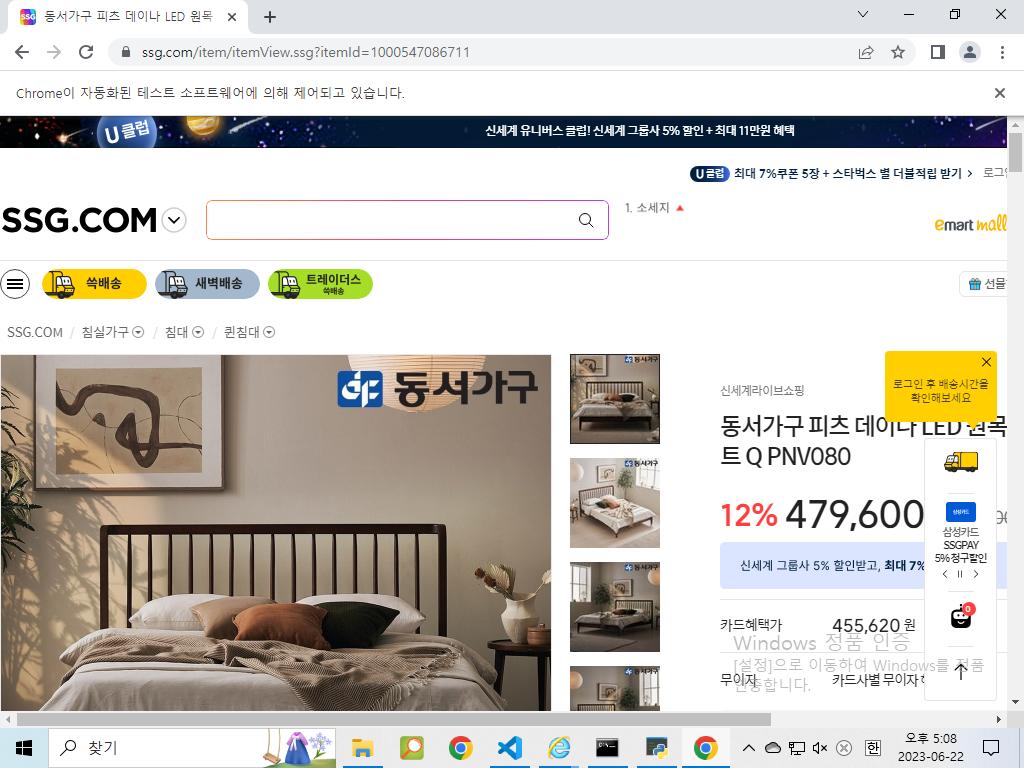 동서가구 피츠 데이나 LED 원목
ssg.com/item/itemView.ssg?itemId=1000547086711
Chrome이 자동화된 테스트 소프트웨어에 의해 제어되고 있습니다.
U 클럽
신세계 유니버스 클럽! 신세계 그룹사 5% 할인 + 최대 11만원 혜택
U 클럽 최대 7%쿠폰 5장 + 스타벅스 별 더블적립 받기
SSG.COM
1. 소세지
emart mall
쓱배송
새벽배송
트레이더스
쓱배송
선물
SSG.COM / 침실가구 / 침대 / 퀸침대
동서가구
신세계라이브쇼핑
로그인 후 배송시간을
확인해보세요
동서가구 피츠 데이나 LED 원목
트 Q PNV080
12% 479,600
신세계 그룹사 5% 할인받고, 최대 7%
삼성카드
삼성카드
SSGPAY
5% 청구할인
0
카드혜택가 455,620 원
무이자 카드사별 무이자
Windows 정품 인증
[설정]으로 이동하여 Windows를 정품
인증합니다.
찾기
한
오후 5:08
2023-06-22